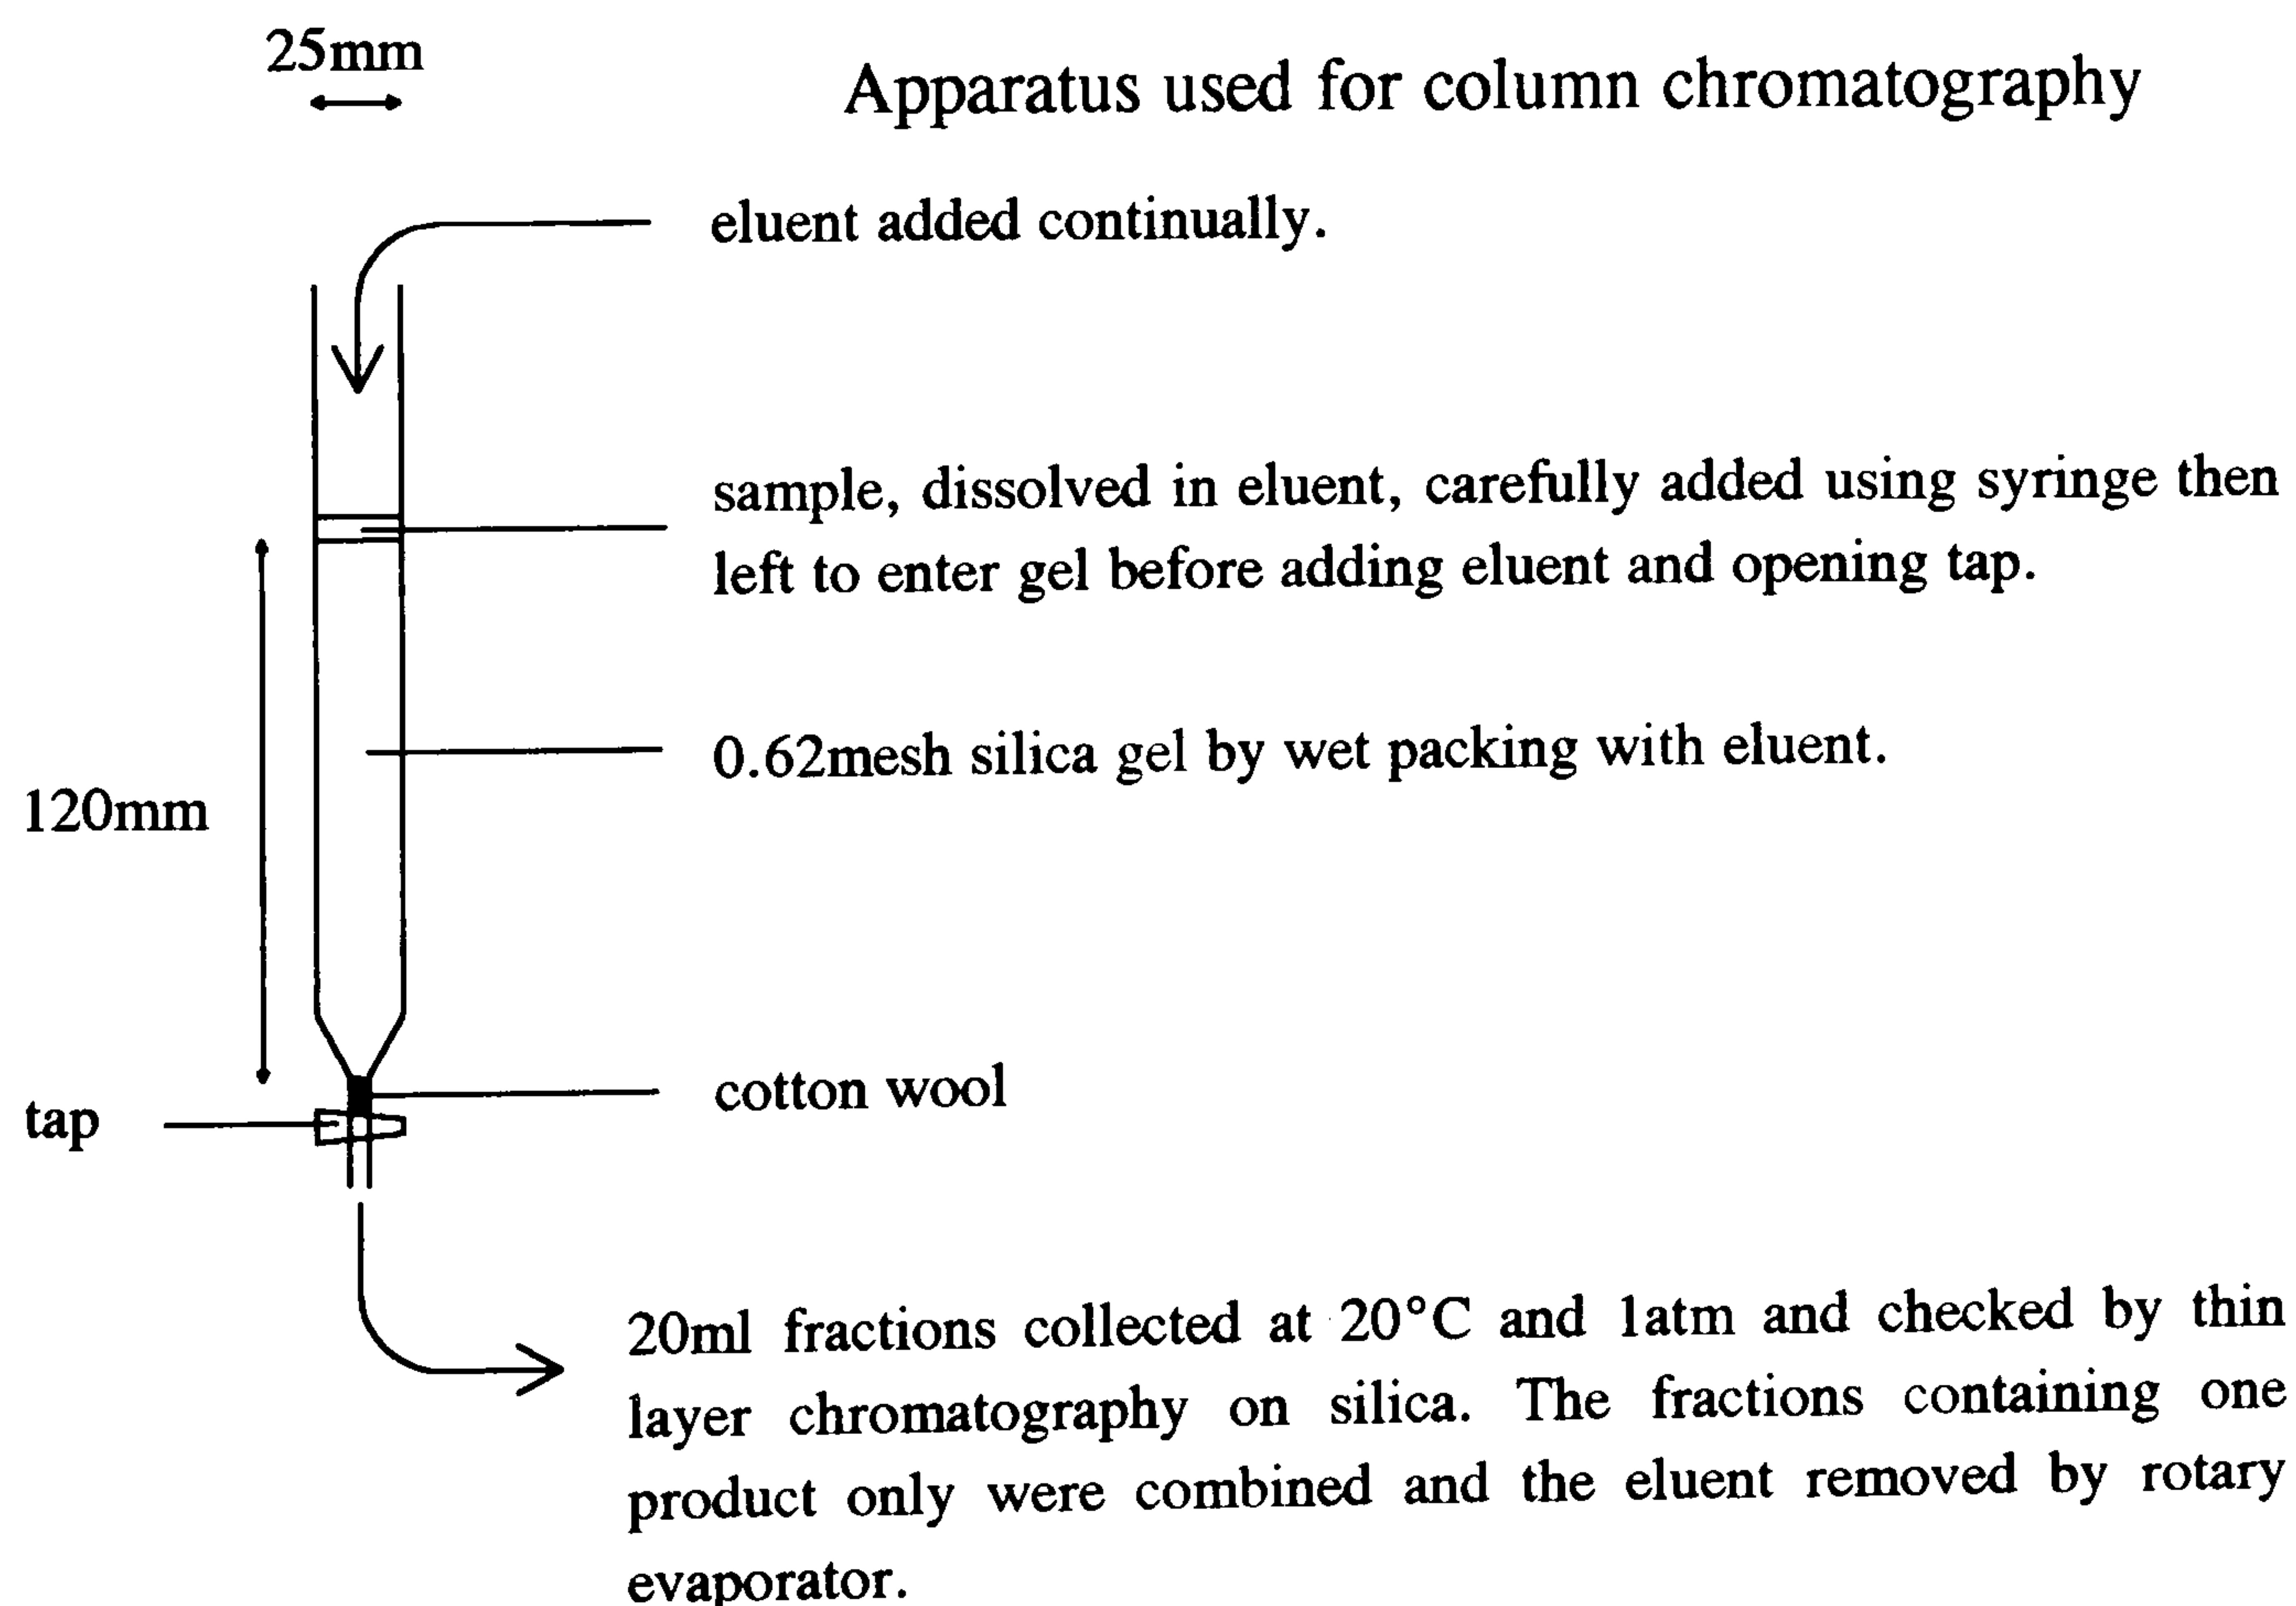 25mm
Apparatus used for column chromatography
eluent added continually.
sample, dissolved in eluent, carefully added using syringe then
left to enter gel before adding eluent and opening tap.
0.62mesh silica gel by wet packing with eluent.
120mm
cotton wool
tap
20ml fractions collected at 20°C and 1atm and checked by thin
layer chromatography on silica. The fractions containing one
product only were combined and the eluent removed by rotary
evaporator.